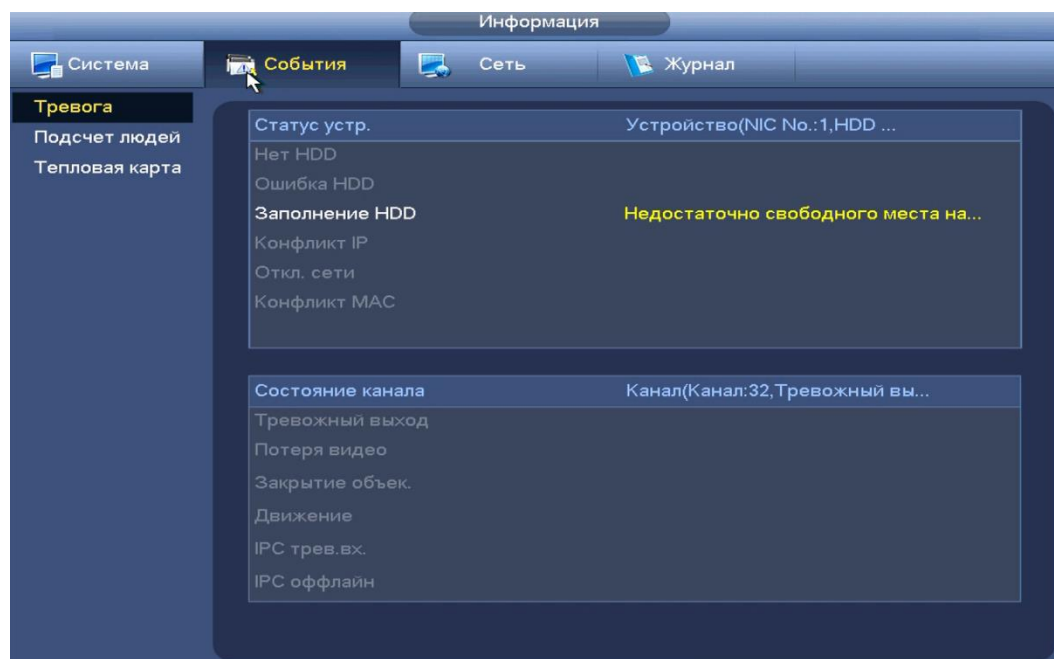 Информация
Система
События
Сеть
Журнал
Тревога
Подсчет людей
Тепловая карта
Статус устр. Устройство(NIC No.:1,HDD ...
Нет HDD
Ошибка HDD
Заполнение HDD Недостаточно свободного места на...
Конфликт IP
Откл. сети
Конфликт MAC
Состояние канала Канал(Канал:32,Тревожный вы...
Тревожный выход
Потеря видео
Закрытие объек.
Движение
IPC трев.вх.
IPC оффлайн